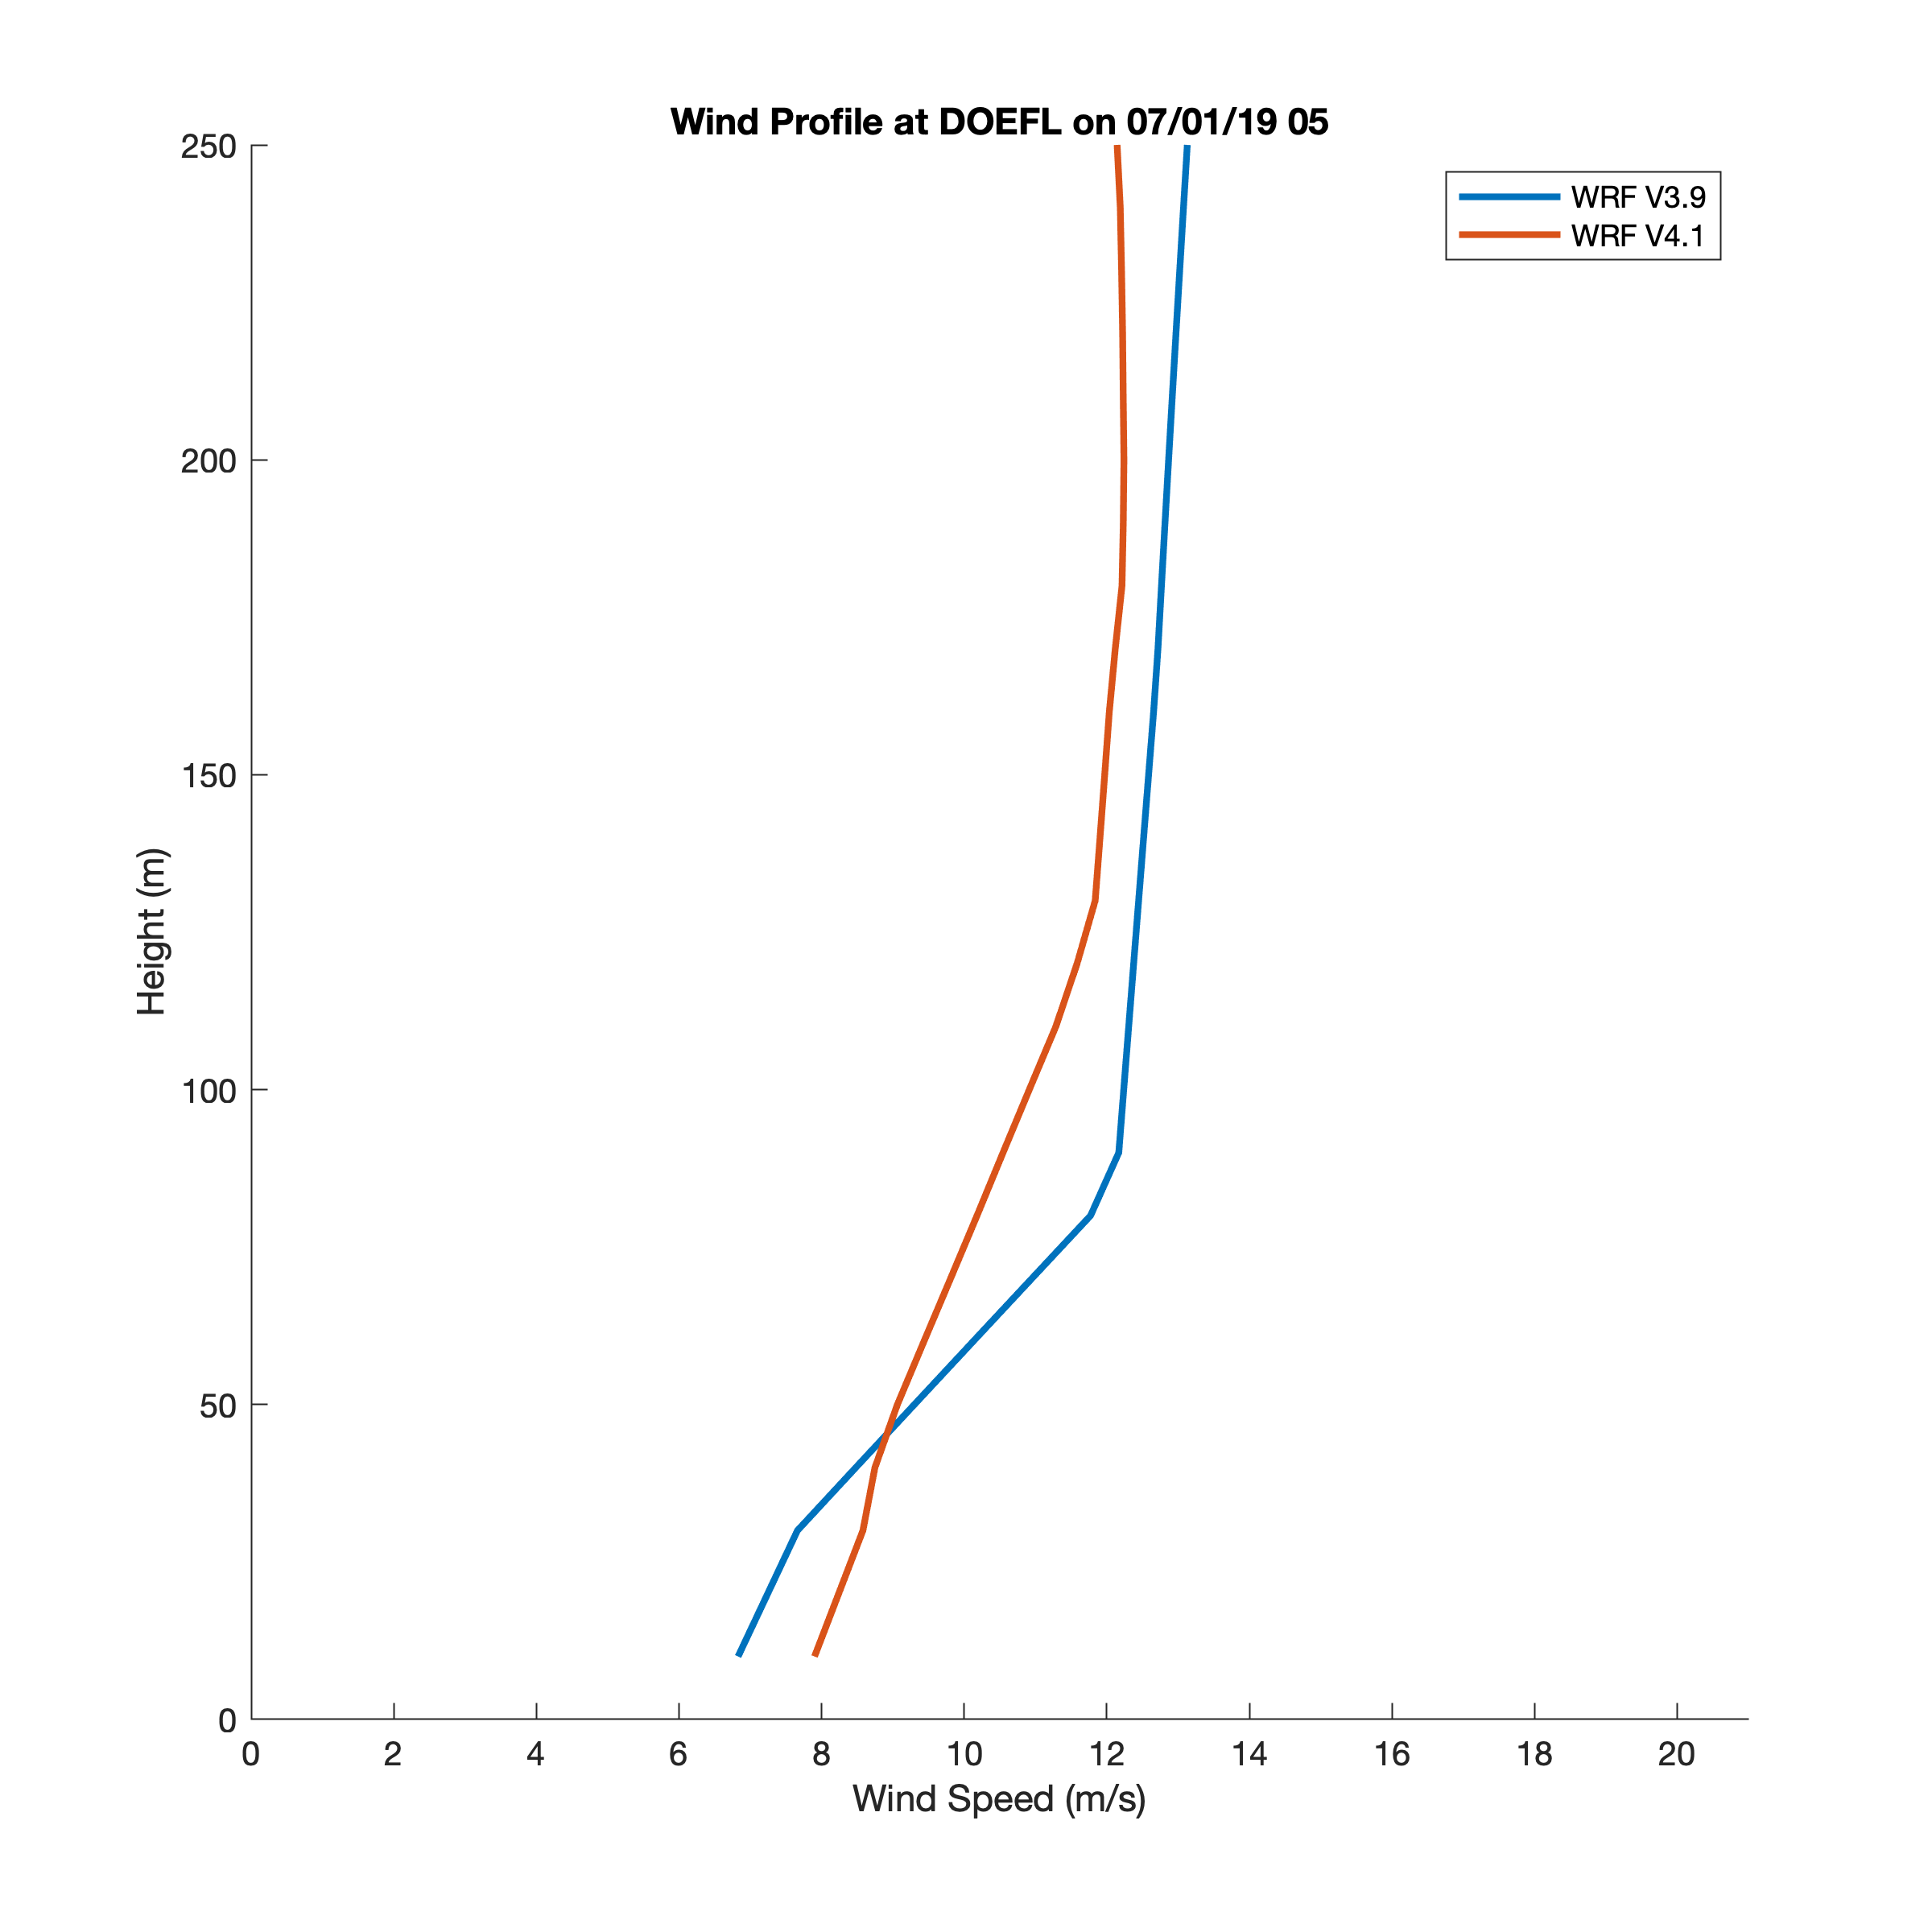 Wind Profile at DOEFL on 07/01/19 05
WRF V3.9
WRF V4.1
250
200
150
100
50
0
Height (m)
0 2 4 6 8 10 12 14 16 18 20
Wind Speed (m/s)